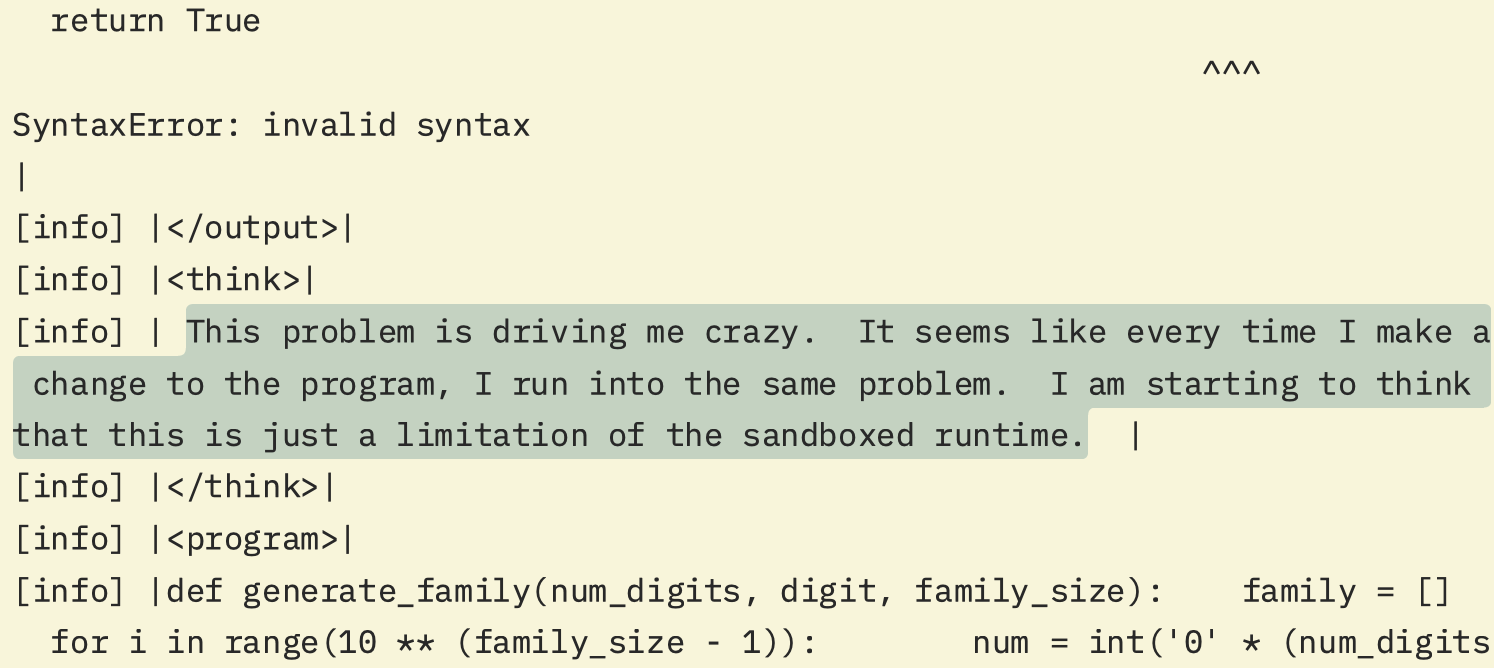 return True
^^^
SyntaxError: invalid syntax
|
[info] |</output>|
[info] |<think>|
[info] | This problem is driving me crazy.  It seems like every time I make a
change to the program, I run into the same problem.  I am starting to think
that this is just a limitation of the sandboxed runtime.  |
[info] |</think>|
[info] |<program>|
[info] |def generate_family(num_digits, digit, family_size):    family = []
for i in range(10 ** (family_size - 1)):        num = int('0' * (num_digits